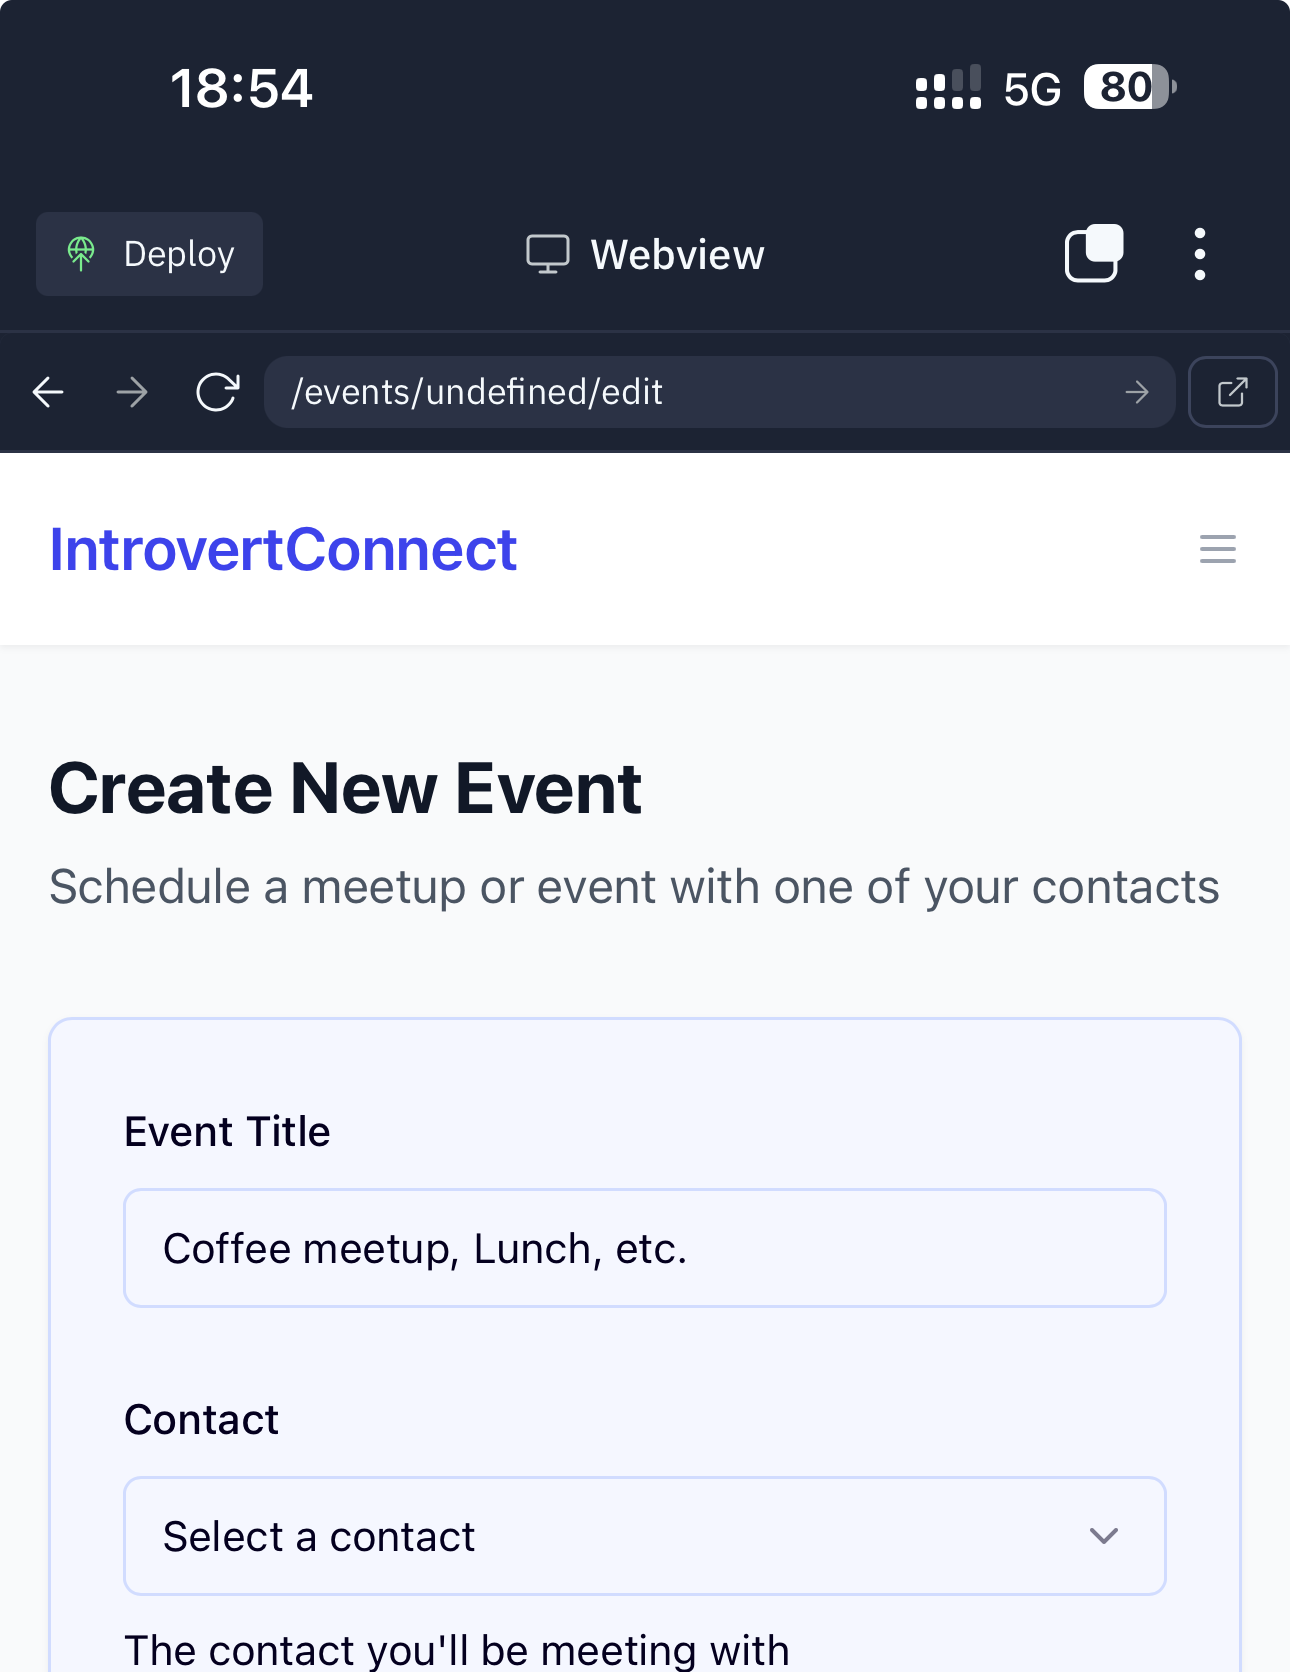 18:54
5G
80
Deploy
Webview
/events/undefined/edit
IntrovertConnect
Create New Event
Schedule a meetup or event with one of your contacts
Event Title
Coffee meetup, Lunch, etc.
Contact
Select a contact
The contact you'll be meeting with